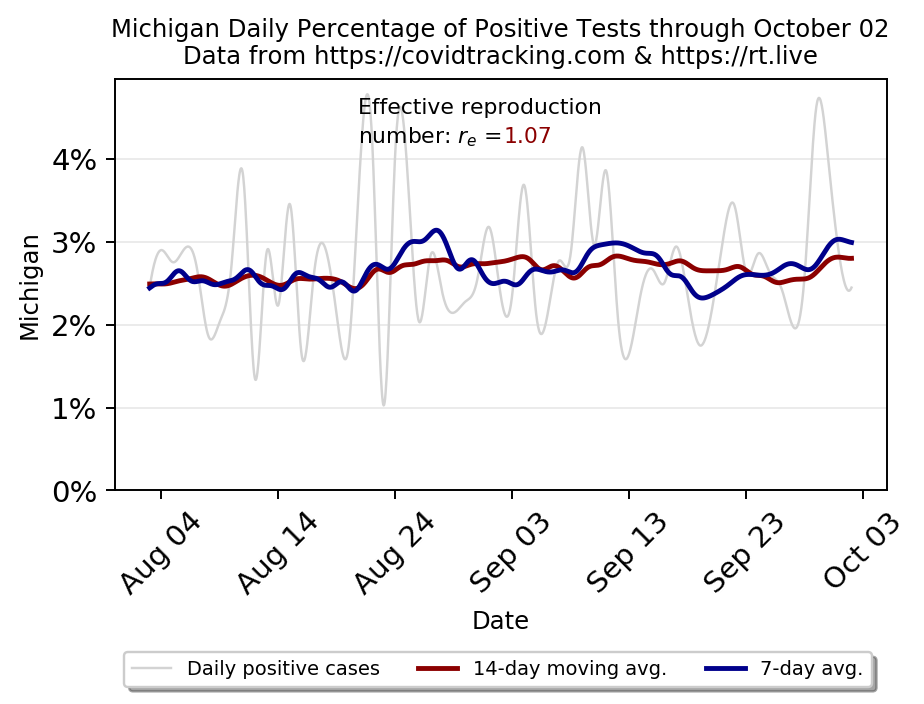 Michigan Daily Percentage of Positive Tests through October 02
Data from https://covidtracking.com & https://rt.live
Effective reproduction
number: rₑ =1.07
4%
3%
2%
1%
0%
Michigan
Aug 04
Aug 14
Aug 24
Sep 03
Sep 13
Sep 23
Oct 03
Date
Daily positive cases
14-day moving avg.
7-day avg.